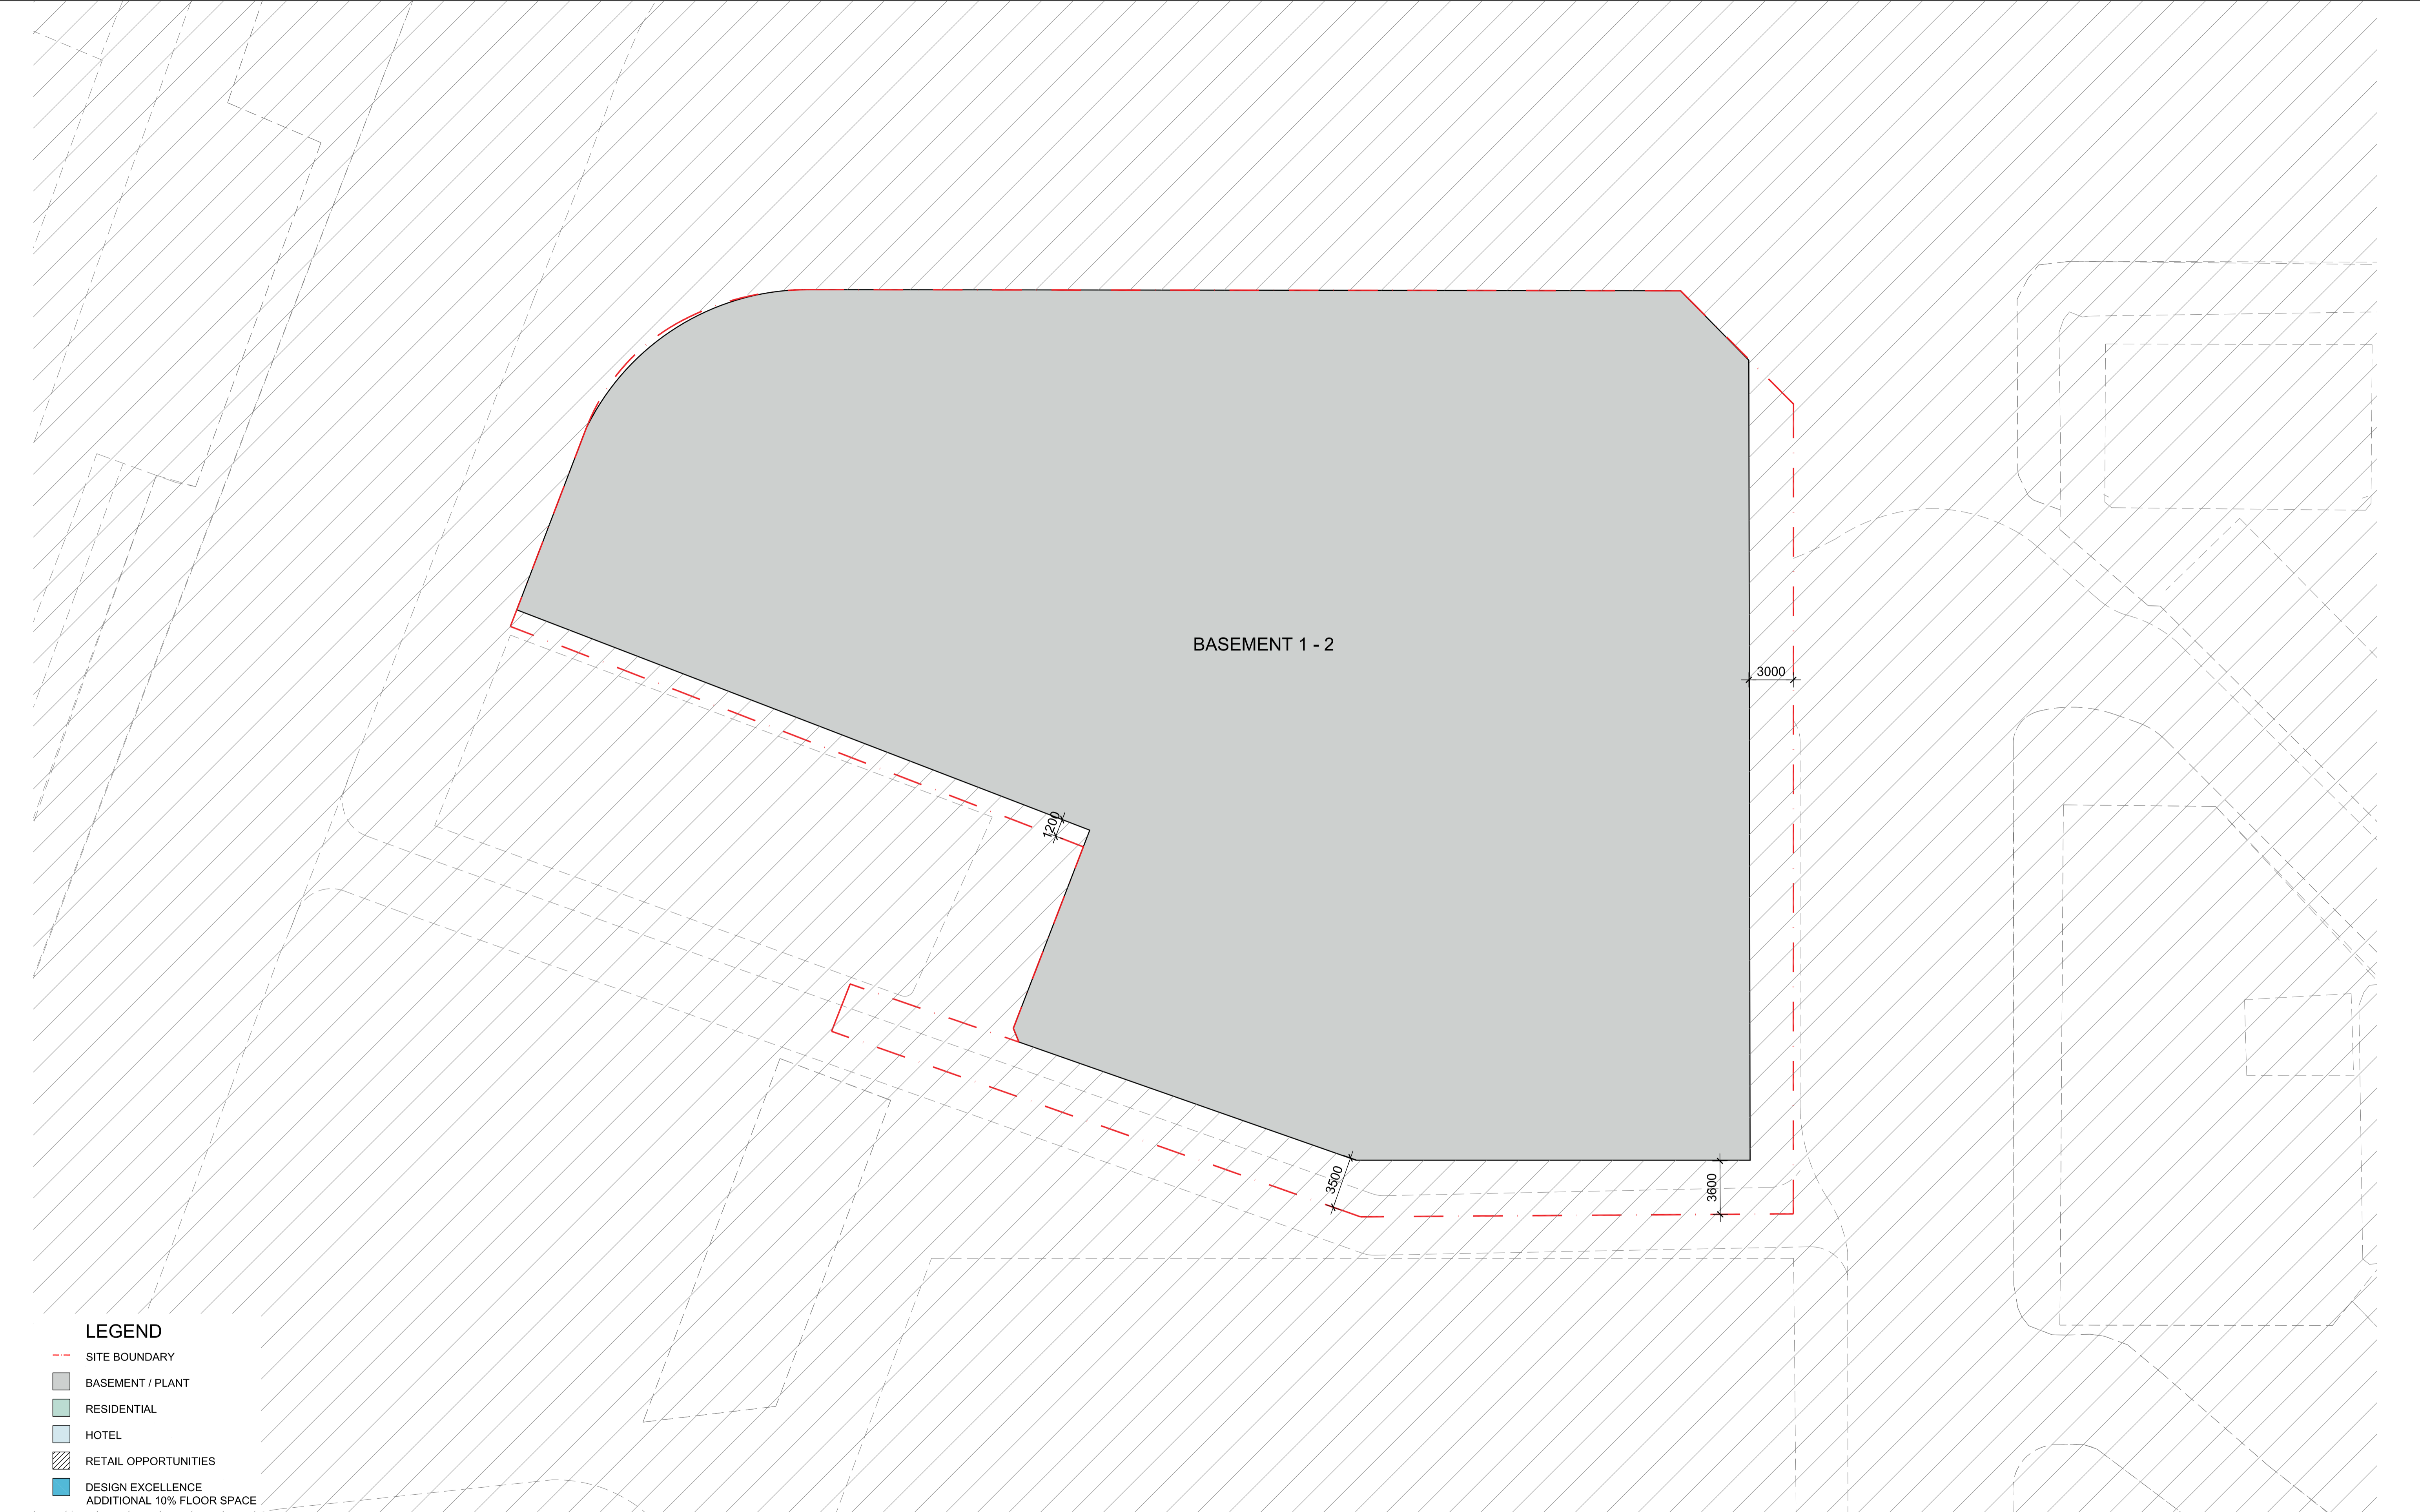 BASEMENT 1 - 2
3000
1200
3500
3600
LEGEND
SITE BOUNDARY
BASEMENT / PLANT
RESIDENTIAL
HOTEL
RETAIL OPPORTUNITIES
DESIGN EXCELLENCE
ADDITIONAL 10% FLOOR SPACE